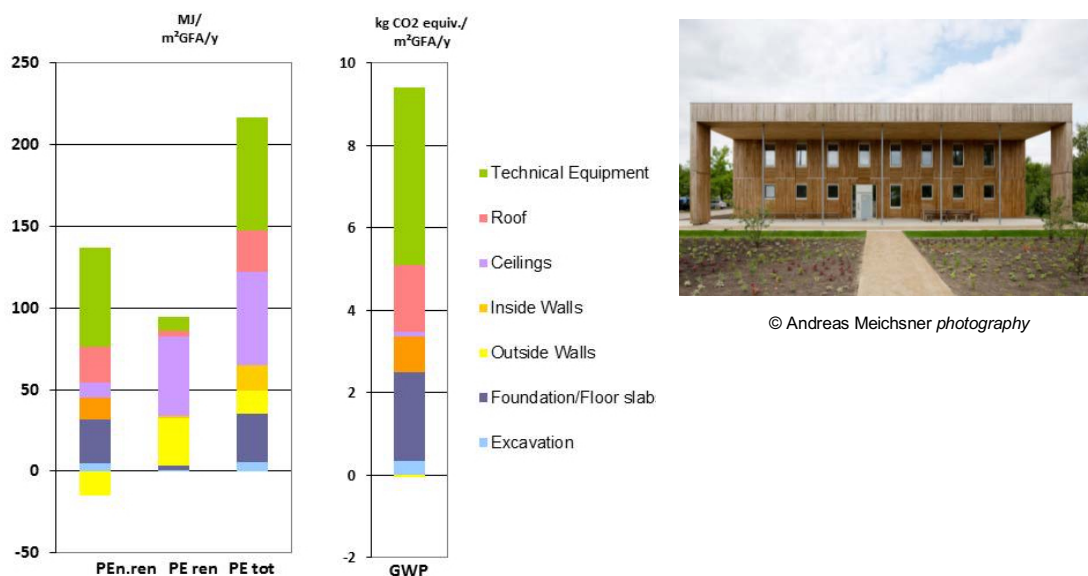 MJ/
m²GFA/y
250
200
150
100
50
0
-50
PEn.ren PE ren PE tot
kg CO2 equiv./
m²GFA/y
10
8
6
4
2
0
-2
GWP
Technical Equipment
Roof
Ceilings
Inside Walls
Outside Walls
Foundation/Floor slab
Excavation
© Andreas Meichsner photography